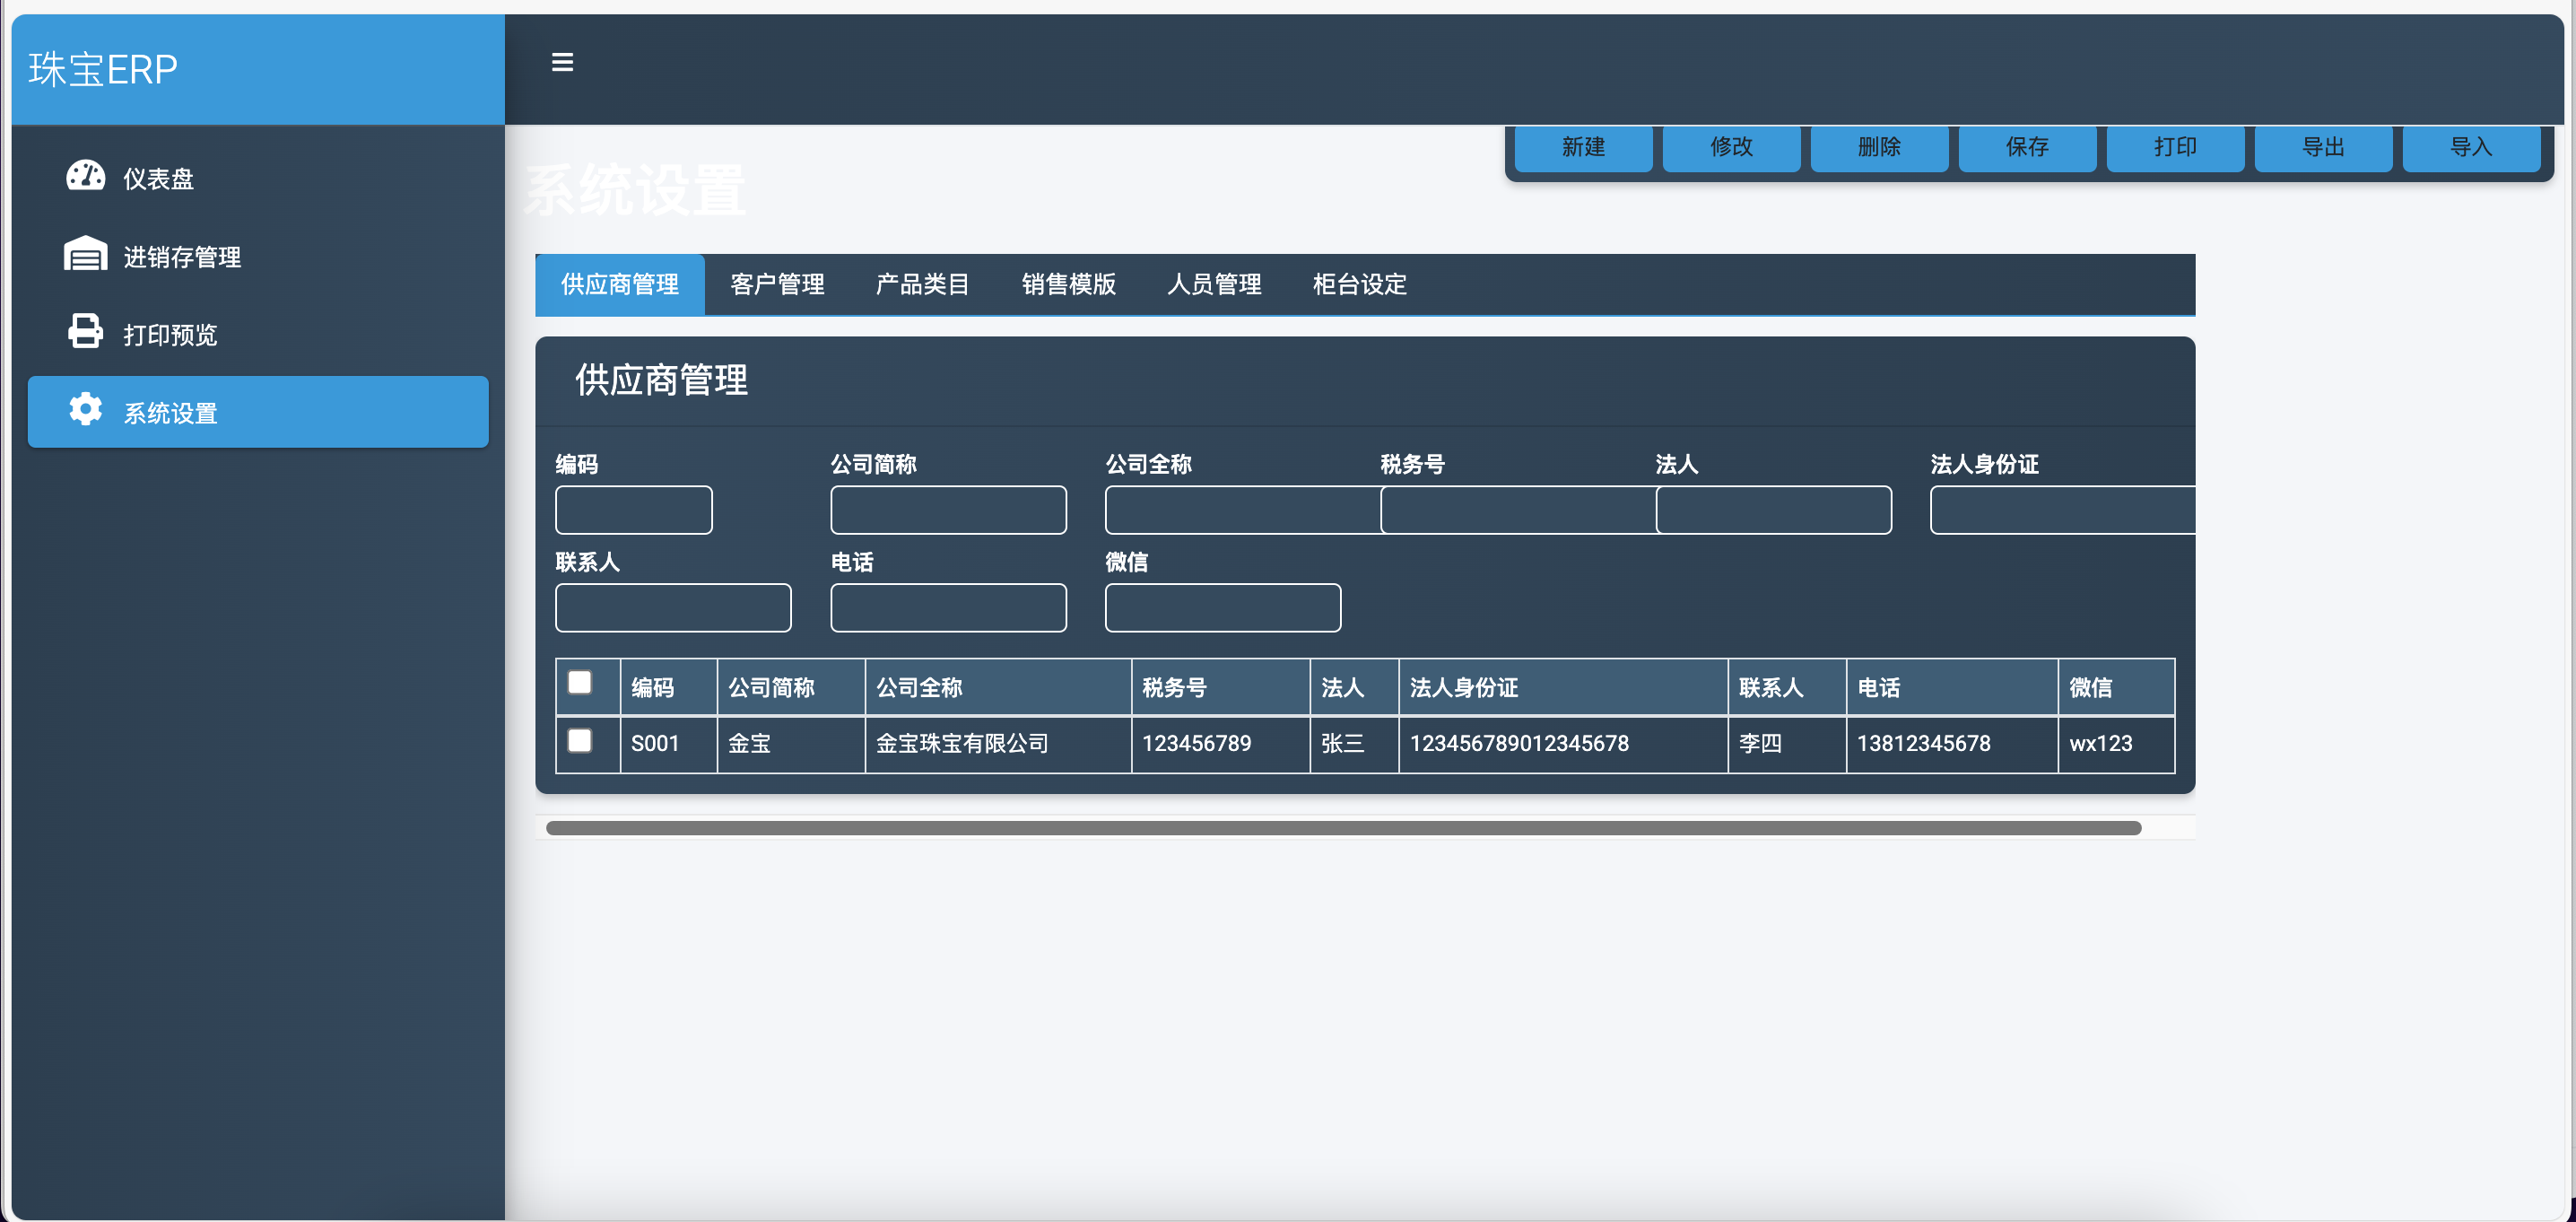 珠宝ERP
仪表盘
进销存管理
打印预览
系统设置
新建 修改 删除 保存 打印 导出 导入
系统设置
供应商管理 客户管理 产品类目 销售模版 人员管理 柜台设定
供应商管理
编码 公司简称 公司全称 税务号 法人 法人身份证
联系人 电话 微信
编码 公司简称 公司全称 税务号 法人 法人身份证 联系人 电话 微信
S001 金宝 金宝珠宝有限公司 123456789 张三 123456789012345678 李四 13812345678 wx123